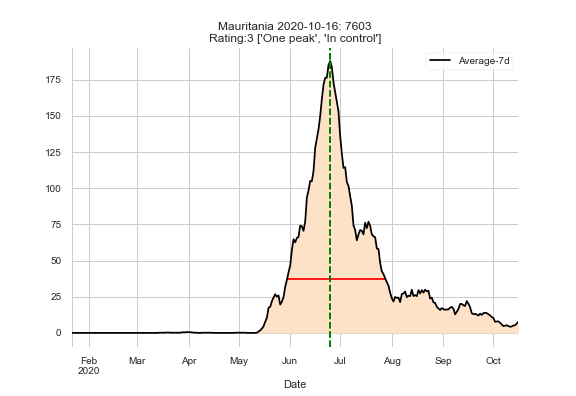 Mauritania 2020-10-16: 7603
Rating:3 ['One peak', 'In control']
Average-7d
175
150
125
100
75
50
25
0
Feb
2020
Mar
Apr
May
Jun
Jul
Aug
Sep
Oct
Date